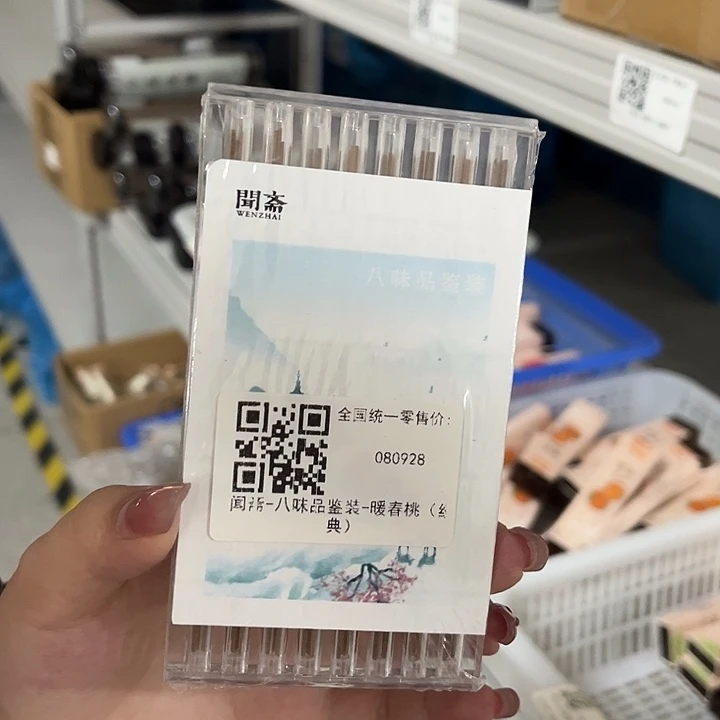 聞斋
WENZHAI
八味品鉴装
全国统一零售价:
080928
闻斋-八味品鉴装-暖春桃（经
典）